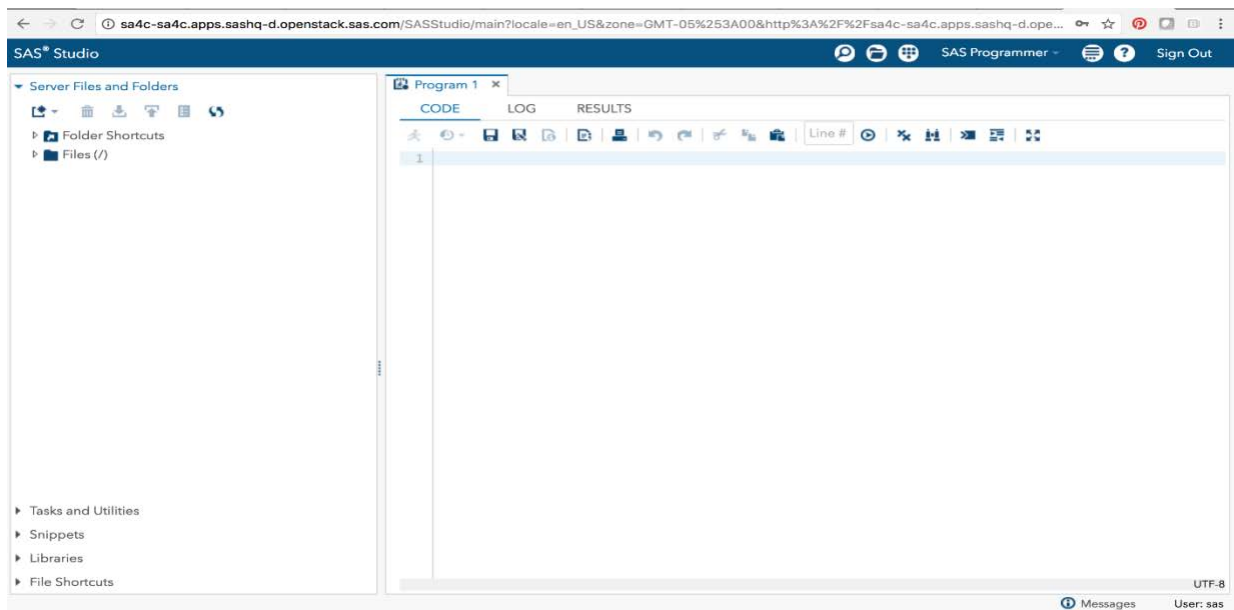 sa4c-sa4c.apps.sashq-d.openstack.sas.com/SASStudio/main?locale=en_US&zone=GMT-05%253A00&http%3A%2F%2Fsa4c-sa4c.apps.sashq-d.ope...
SAS® Studio
SAS Programmer
Sign Out
Server Files and Folders
Folder Shortcuts
Files (/)
Tasks and Utilities
Snippets
Libraries
File Shortcuts
Program 1
CODE LOG RESULTS
Line #
1
UTF-8
Messages User: sas